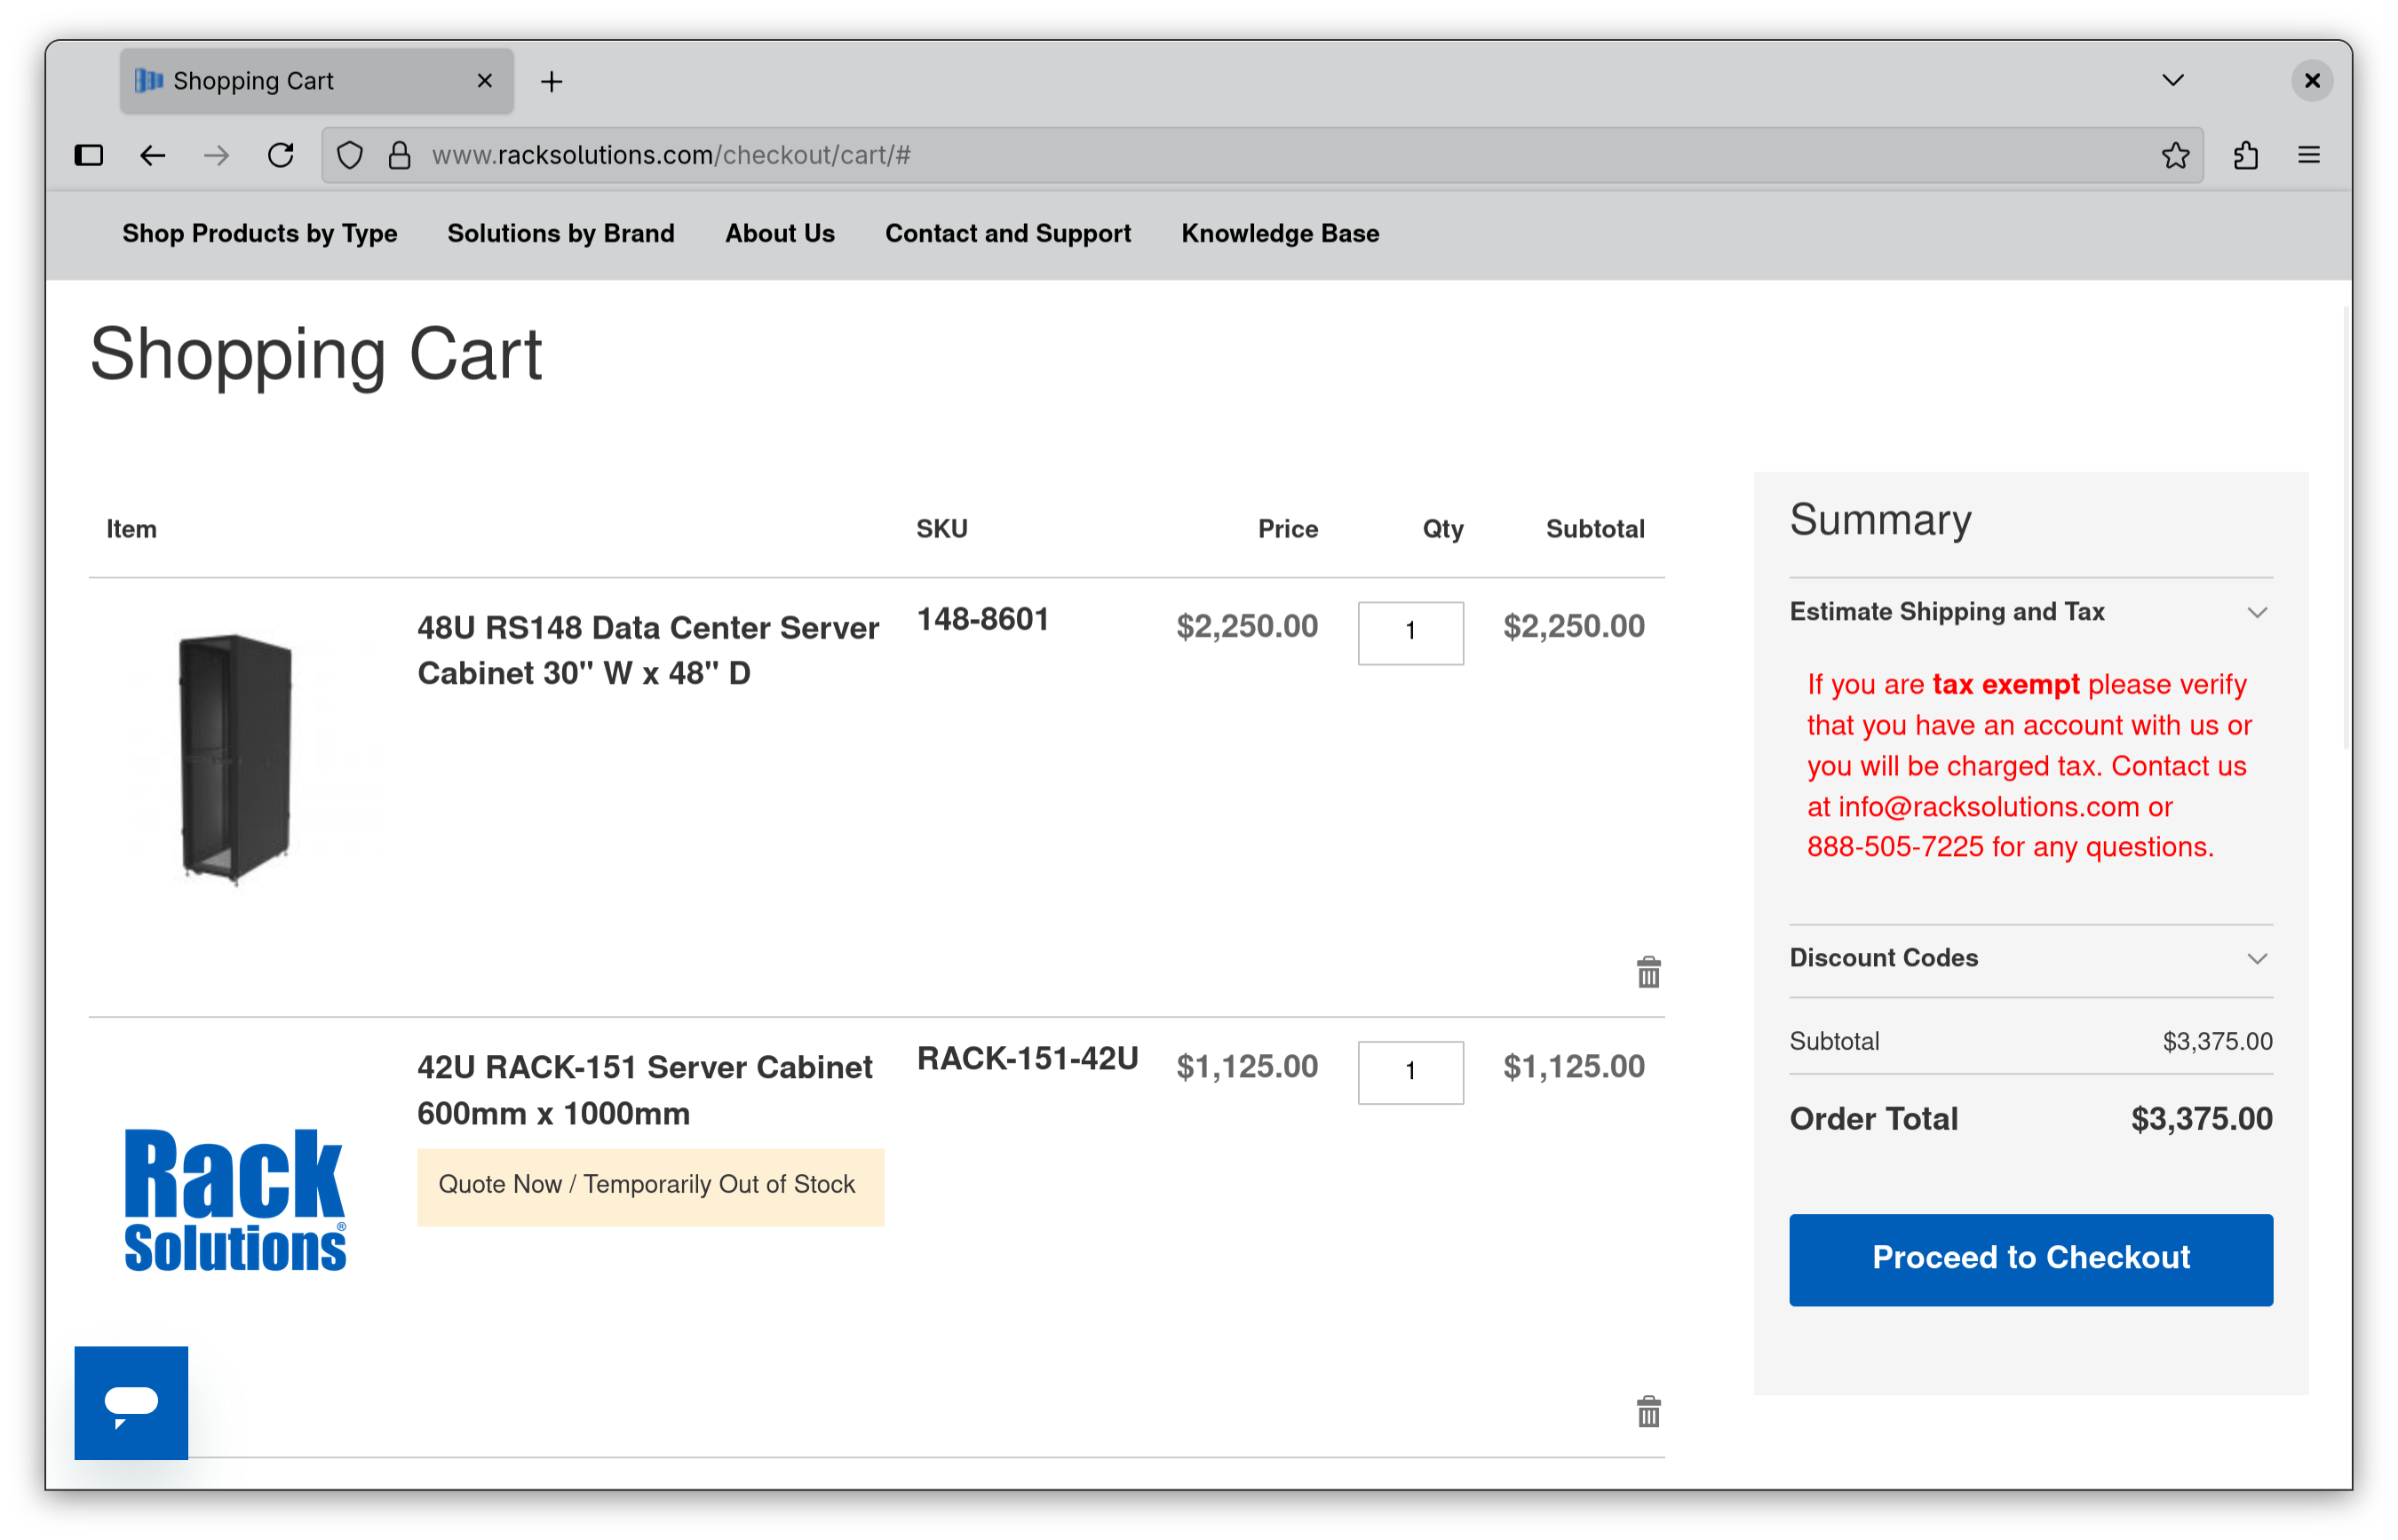 Shopping Cart
www.racksolutions.com/checkout/cart/#
Shop Products by Type Solutions by Brand About Us Contact and Support Knowledge Base
Shopping Cart
Item SKU Price Qty Subtotal
48U RS148 Data Center Server
Cabinet 30" W x 48" D
148-8601 $2,250.00 1 $2,250.00
42U RACK-151 Server Cabinet
600mm x 1000mm
RACK-151-42U $1,125.00 1 $1,125.00
Quote Now / Temporarily Out of Stock
Rack
Solutions®
Summary
Estimate Shipping and Tax
If you are tax exempt please verify
that you have an account with us or
you will be charged tax. Contact us
at info@racksolutions.com or
888-505-7225 for any questions.
Discount Codes
Subtotal $3,375.00
Order Total $3,375.00
Proceed to Checkout